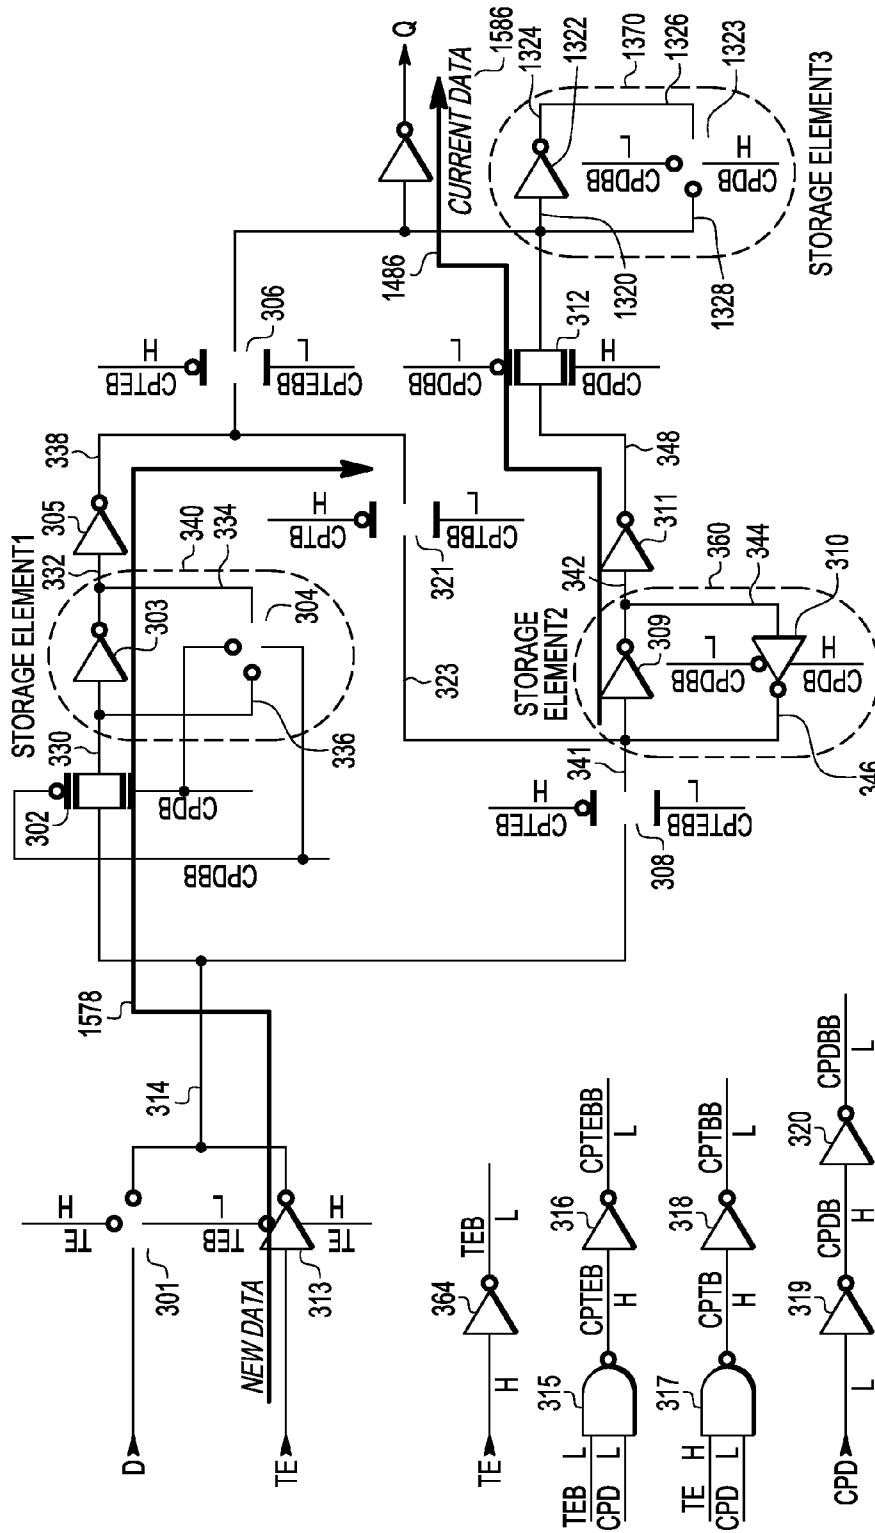 D
TE
TE
H
301
TEB
L
TE
H
313
NEW DATA
314
1578
CPDBB
302
CPDB
330
STORAGE ELEMENT1
303
332
305
338
340
334
304
336
CPTEB
H
306
CPTEBB
L
CPTB
H
321
CPTBB
L
323
Q
1486
CURRENT DATA
1586
1324
1322
1326
1370
1323
CPDBB
L
CPDB
H
1320
1328
STORAGE ELEMENT3
CPDBB
L
312
CPDB
H
348
311
342
STORAGE
ELEMENT2
309
360
344
310
CPDBB
L
CPDB
H
346
341
CPTEB
H
308
CPTEBB
L
TE
H
364
TEB
L
TEB
L
CPD
L
315
CPTEB
H
316
CPTEBB
L
TE
H
CPD
L
317
CPTB
H
318
CPTBB
L
CPD
L
319
CPDB
H
320
CPDBB
L